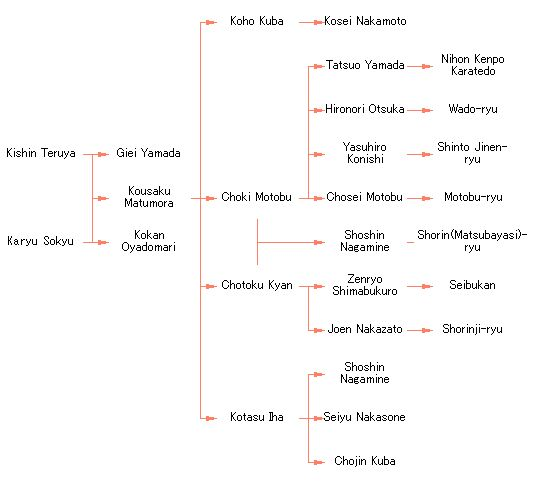 Koho Kuba
Kosei Nakamoto
Tatsuo Yamada
Nihon Kenpo
Karatedo
Hironori Otsuka
Wado-ryu
Kishin Teruya
Giei Yamada
Yasuhiro
Konishi
Shinto Jinen-
ryu
Kousaku
Matumora
Choki Motobu
Chosei Motobu
Motobu-ryu
Karyu Sokyu
Kokan
Oyadomari
Shoshin
Nagamine
Shorin(Matsubayasi)-
ryu
Chotoku Kyan
Zenryo
Shimabukuro
Seibukan
Joen Nakazato
Shorinji-ryu
Shoshin
Nagamine
Kotasu Iha
Seiyu Nakasone
Chojin Kuba